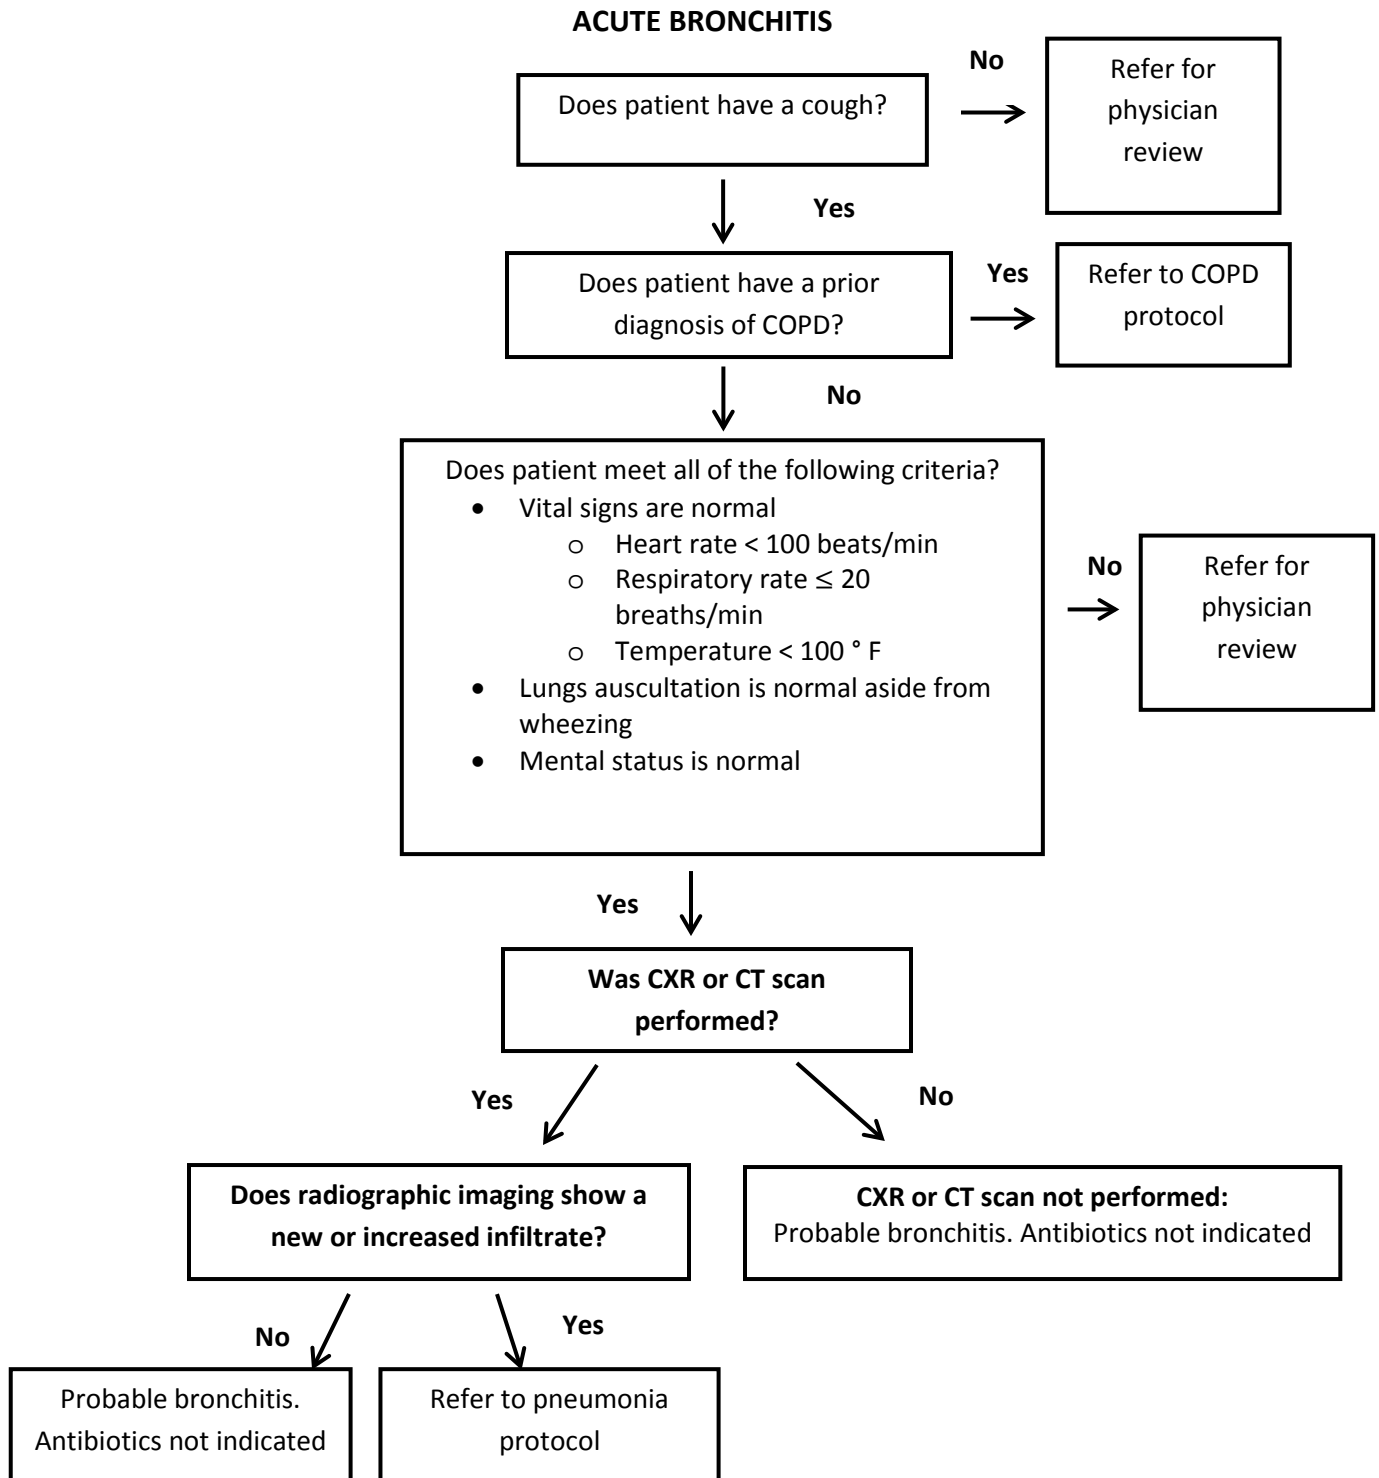 ACUTE BRONCHITIS
Does patient have a cough?
No
Refer for
physician
review
Yes
Does patient have a prior
diagnosis of COPD?
Yes
Refer to COPD
protocol
No
Does patient meet all of the following criteria?
• Vital signs are normal
o Heart rate < 100 beats/min
o Respiratory rate ≤ 20
breaths/min
o Temperature < 100 ° F
• Lungs auscultation is normal aside from
wheezing
• Mental status is normal
No
Refer for
physician
review
Yes
Was CXR or CT scan
performed?
Yes
No
Does radiographic imaging show a
new or increased infiltrate?
CXR or CT scan not performed:
Probable bronchitis. Antibiotics not indicated
No
Yes
Probable bronchitis.
Antibiotics not indicated
Refer to pneumonia
protocol